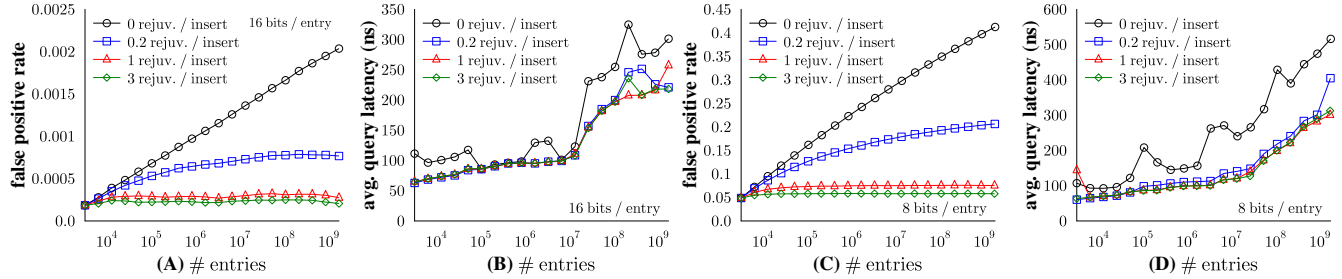 false positive rate
0.0025
0.002
0.0015
0.001
0.0005
0.0
0 rejuv. / insert
0.2 rejuv. / insert
1 rejuv. / insert
3 rejuv. / insert
16 bits / entry
10^4 10^5 10^6 10^7 10^8 10^9
(A) # entries
avg. query latency (ns)
350
300
250
200
150
100
50
0
0 rejuv. / insert
0.2 rejuv. / insert
1 rejuv. / insert
3 rejuv. / insert
16 bits / entry
10^4 10^5 10^6 10^7 10^8 10^9
(B) # entries
false positive rate
0.45
0.4
0.35
0.3
0.25
0.2
0.15
0.1
0.05
0.0
0 rejuv. / insert
0.2 rejuv. / insert
1 rejuv. / insert
3 rejuv. / insert
8 bits / entry
10^4 10^5 10^6 10^7 10^8 10^9
(C) # entries
avg. query latency (ns)
600
500
400
300
200
100
0
0 rejuv. / insert
0.2 rejuv. / insert
1 rejuv. / insert
3 rejuv. / insert
8 bits / entry
10^4 10^5 10^6 10^7 10^8 10^9
(D) # entries